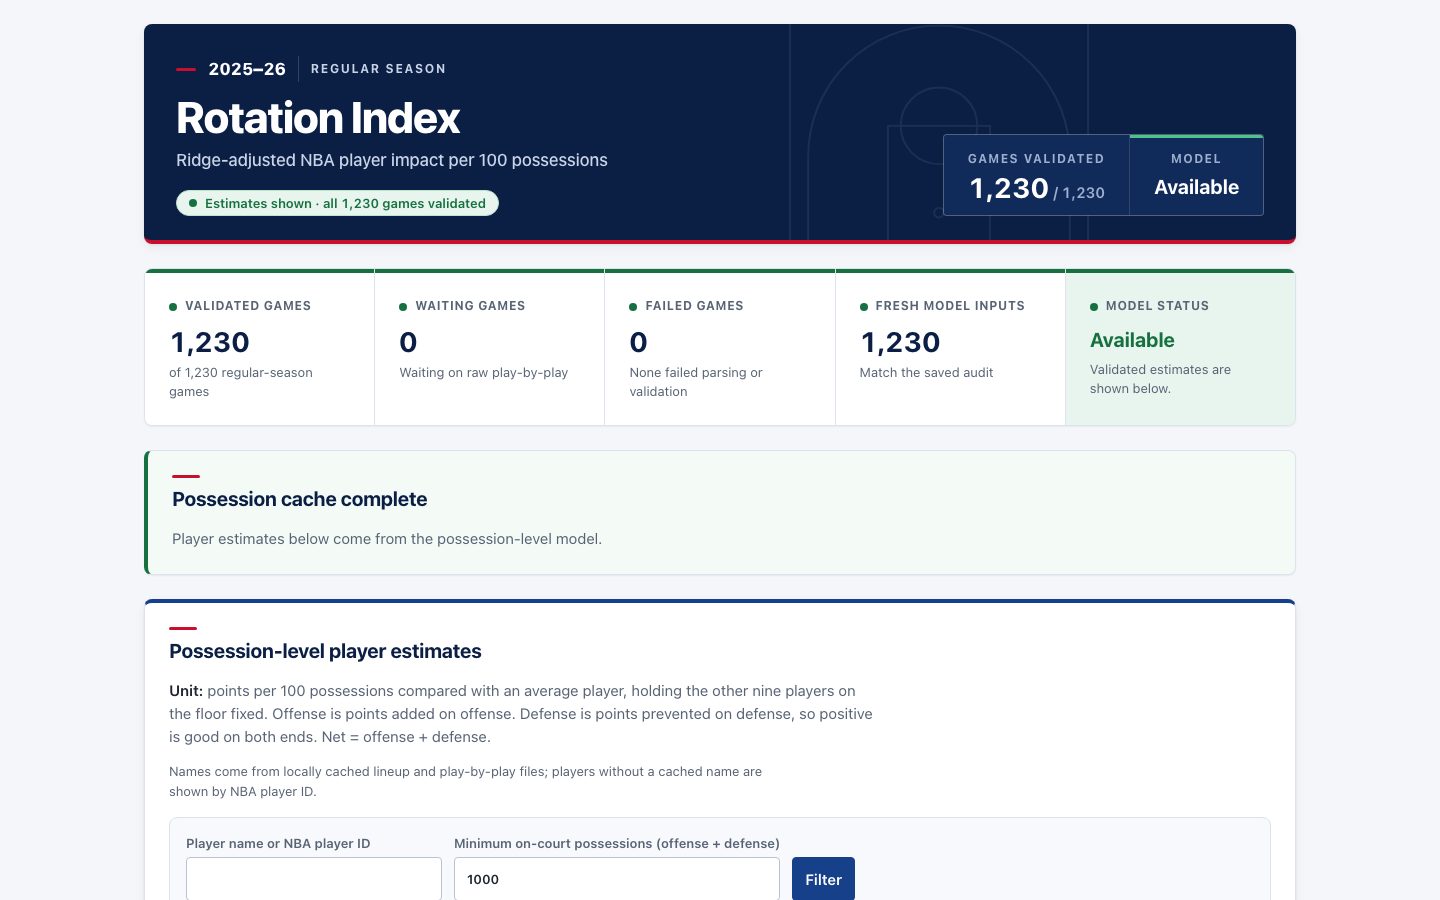 2025–26 REGULAR SEASON
Rotation Index
Ridge-adjusted NBA player impact per 100 possessions
Estimates shown · all 1,230 games validated
GAMES VALIDATED
1,230 / 1,230
MODEL
Available
VALIDATED GAMES
1,230
of 1,230 regular-season
games
WAITING GAMES
0
Waiting on raw play-by-play
FAILED GAMES
0
None failed parsing or
validation
FRESH MODEL INPUTS
1,230
Match the saved audit
MODEL STATUS
Available
Validated estimates are
shown below.
Possession cache complete
Player estimates below come from the possession-level model.
Possession-level player estimates
Unit: points per 100 possessions compared with an average player, holding the other nine players on
the floor fixed. Offense is points added on offense. Defense is points prevented on defense, so positive
is good on both ends. Net = offense + defense.
Names come from locally cached lineup and play-by-play files; players without a cached name are
shown by NBA player ID.
Player name or NBA player ID
Minimum on-court possessions (offense + defense)
1000
Filter